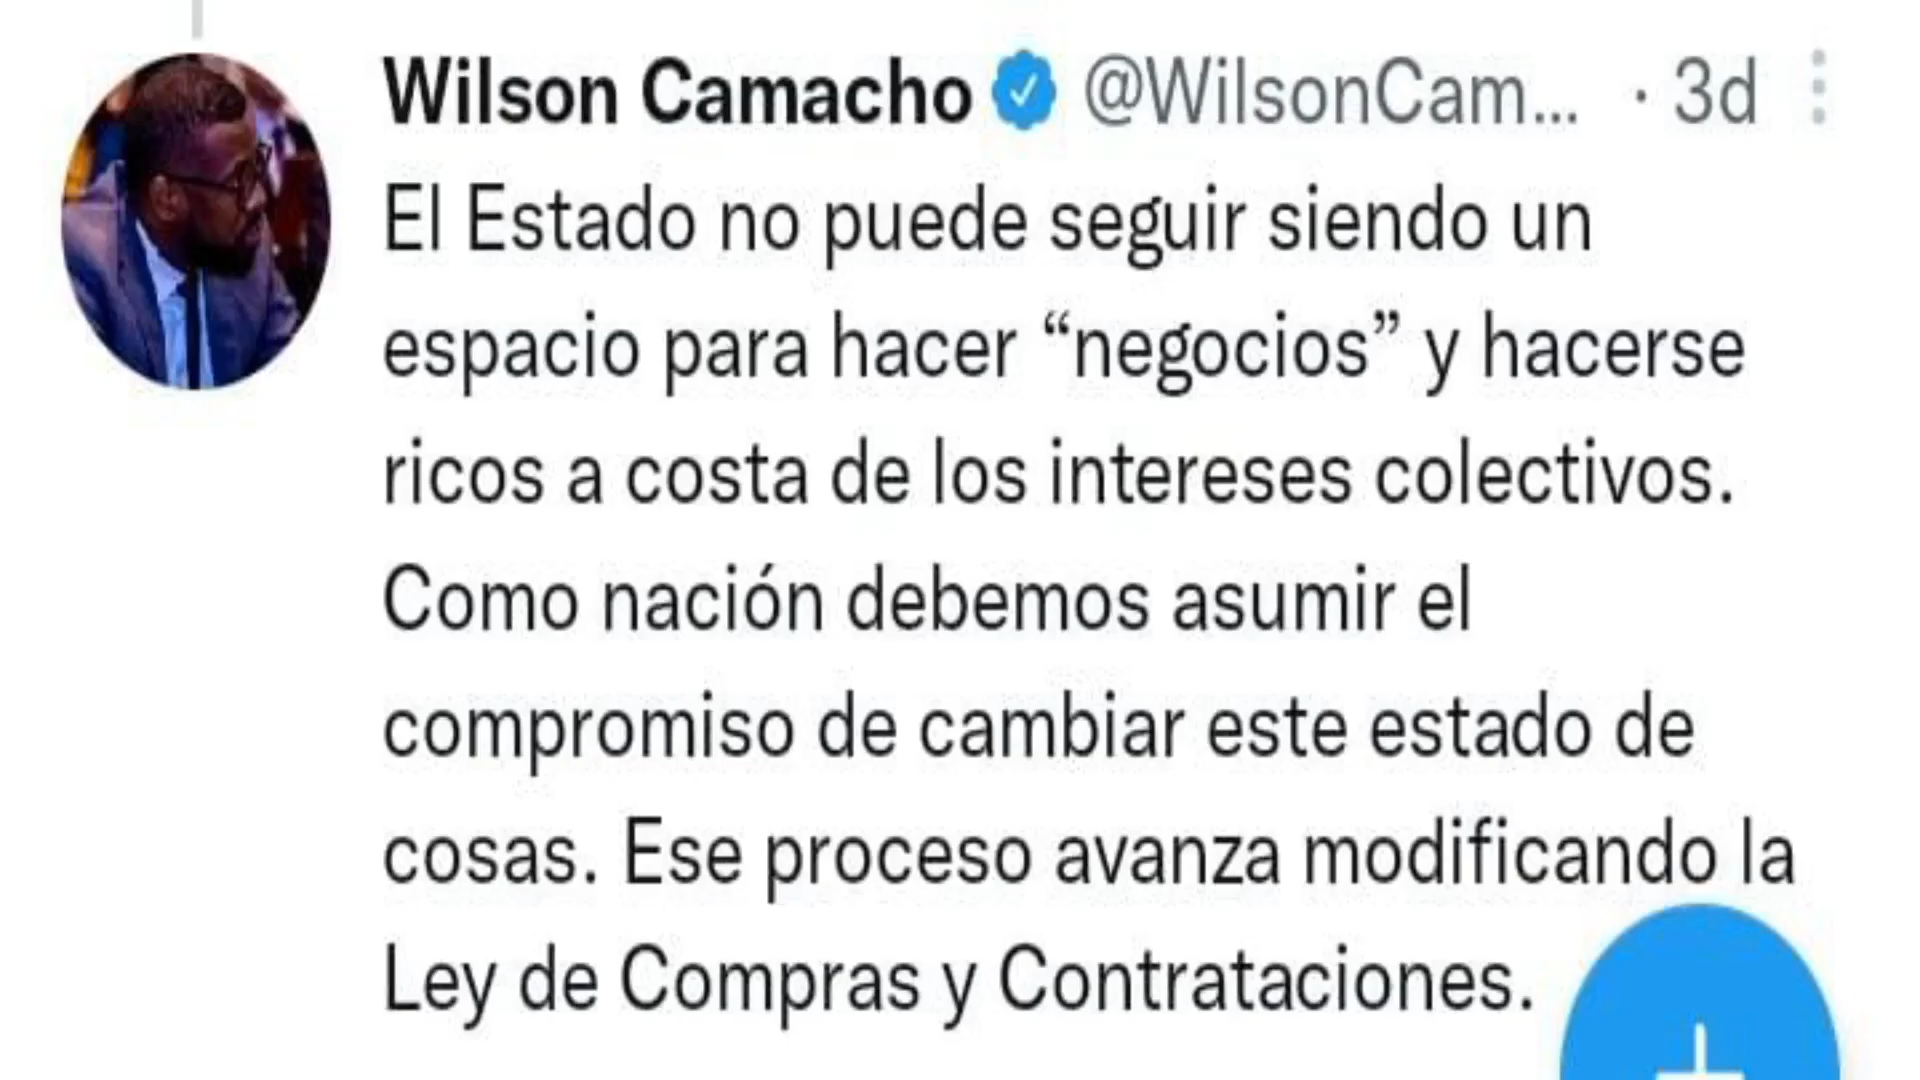 Wilson Camacho @WilsonCam... · 3d
El Estado no puede seguir siendo un
espacio para hacer “negocios” y hacerse
ricos a costa de los intereses colectivos.
Como nación debemos asumir el
compromiso de cambiar este estado de
cosas. Ese proceso avanza modificando la
Ley de Compras y Contrataciones.